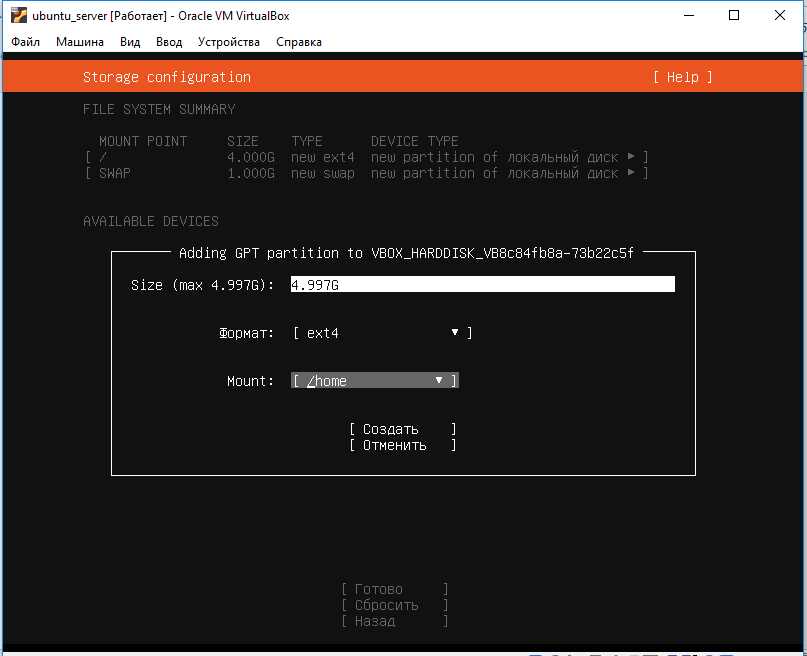 ubuntu_server [Работает] - Oracle VM VirtualBox
Файл Машина Вид Ввод Устройства Справка
Storage configuration [ Help ]
FILE SYSTEM SUMMARY
MOUNT POINT SIZE TYPE DEVICE TYPE
[ / 4.000G new ext4 new partition of локальный диск ▸ ]
[ SWAP 1.000G new swap new partition of локальный диск ▸ ]
AVAILABLE DEVICES
Adding GPT partition to VBOX_HARDDISK_VB8c84fb8a-73b22c5f
Size (max 4.997G): 4.997G
Формат: [ ext4 ▾ ]
Mount: [ /home ▾ ]
[ Создать ]
[ Отменить ]
[ Готово ]
[ Сбросить ]
[ Назад ]